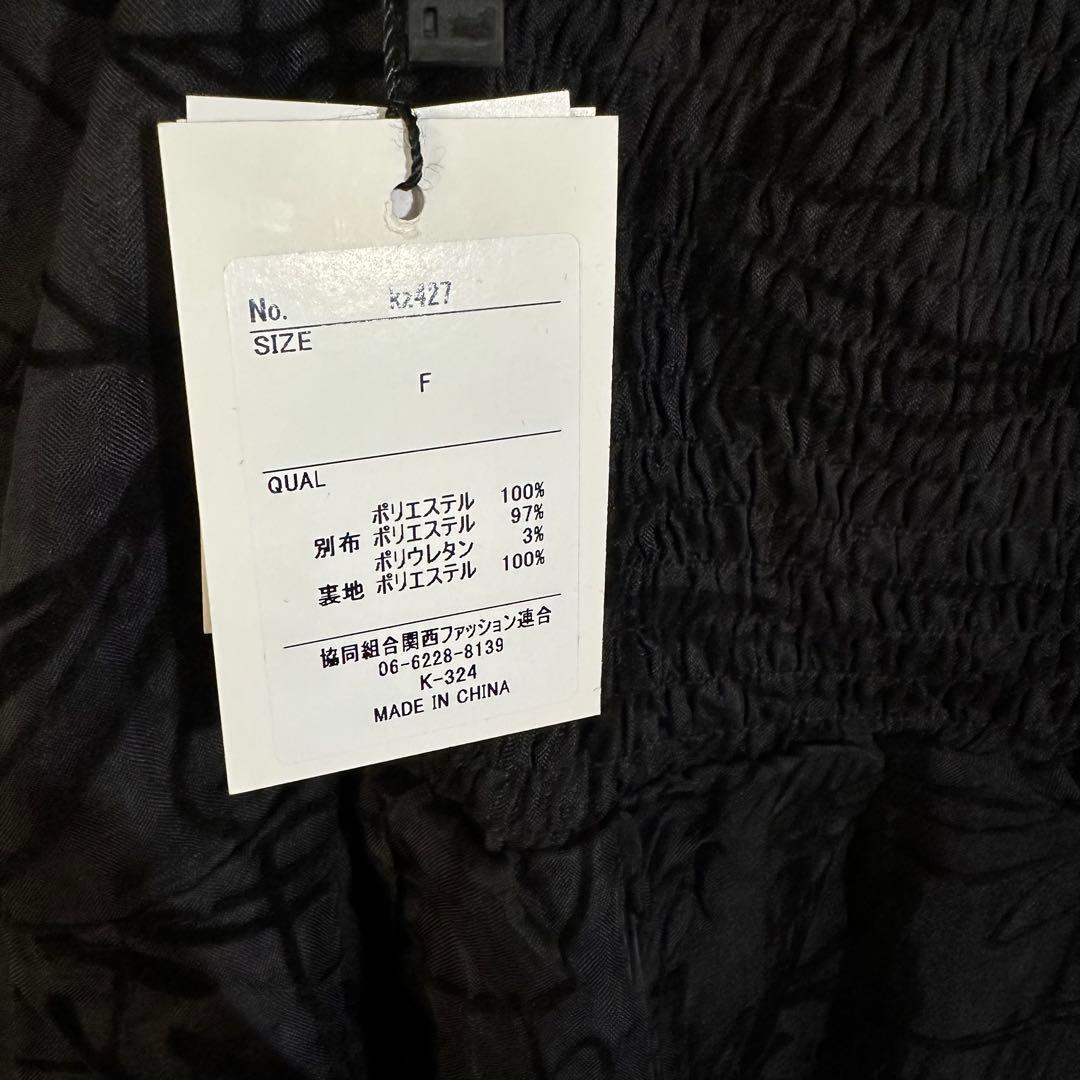 No. kz427
SIZE
F
QUAL
ポリエステル 100%
別布 ポリエステル 97%
ポリウレタン 3%
裏地 ポリエステル 100%
協同組合関西ファッション連合
06-6228-8139
K-324
MADE IN CHINA